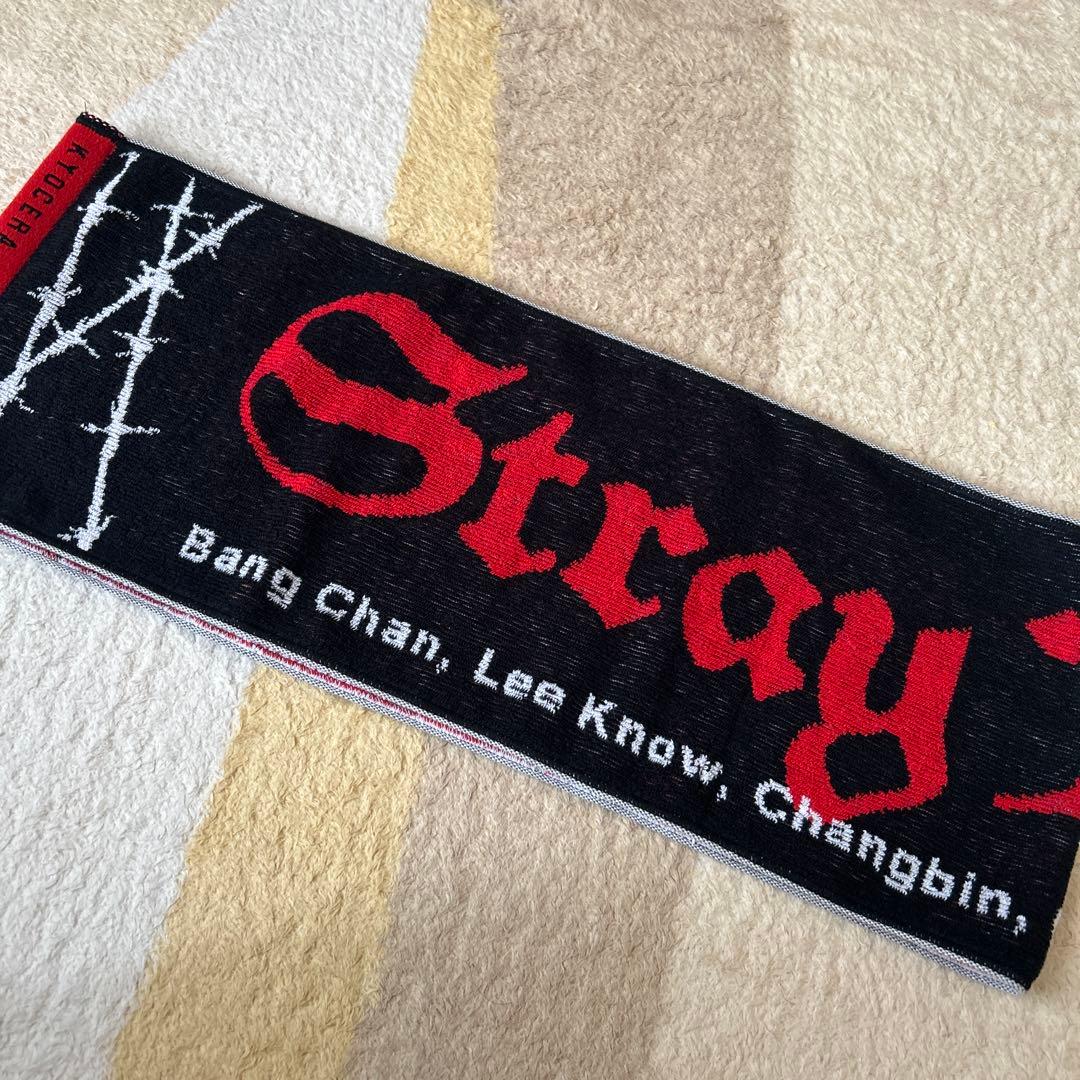 KYOCERA
Stray
Bang Chan, Lee Know, Changbin,